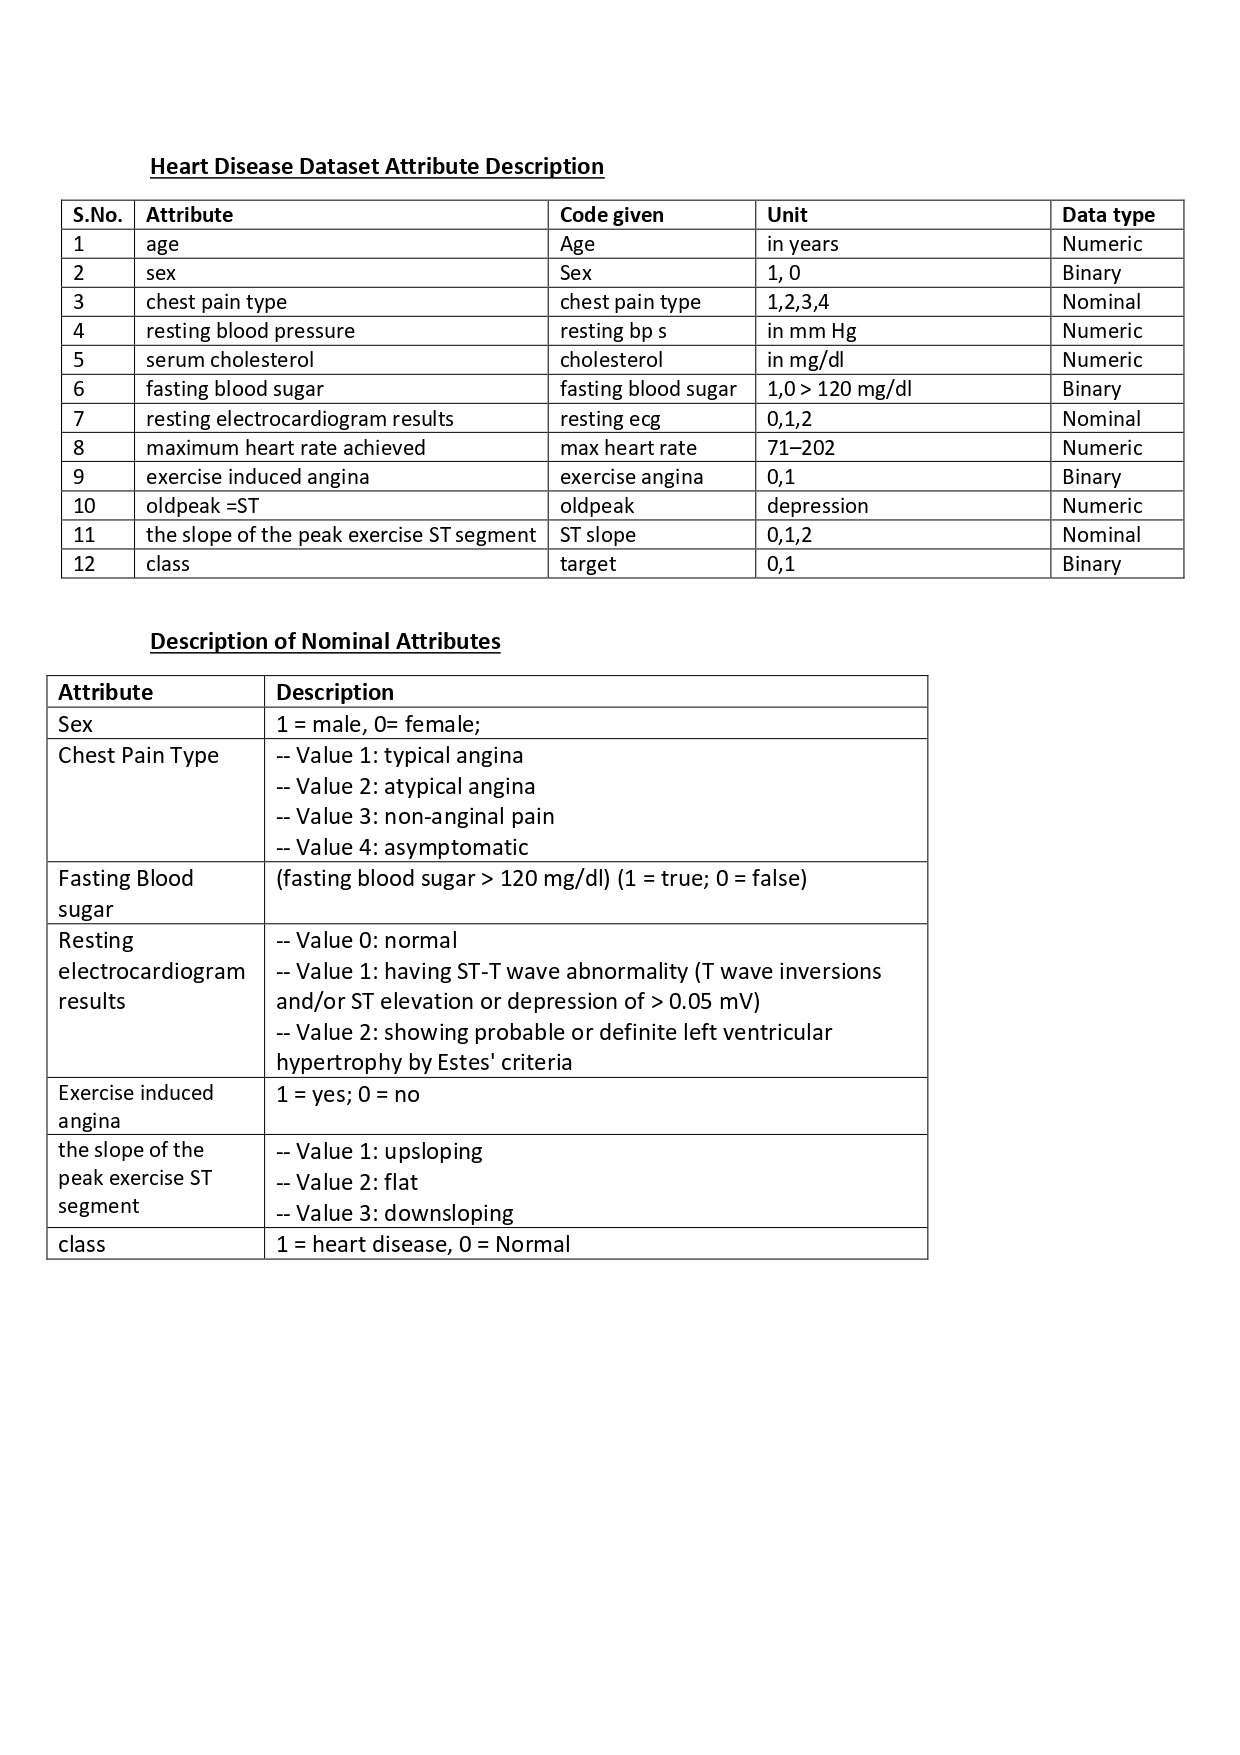 Heart Disease Dataset Attribute Description
S.No. Attribute Code given Unit Data type
1 age Age in years Numeric
2 sex Sex 1, 0 Binary
3 chest pain type chest pain type 1,2,3,4 Nominal
4 resting blood pressure resting bp s in mm Hg Numeric
5 serum cholesterol cholesterol in mg/dl Numeric
6 fasting blood sugar fasting blood sugar 1,0 > 120 mg/dl Binary
7 resting electrocardiogram results resting ecg 0,1,2 Nominal
8 maximum heart rate achieved max heart rate 71–202 Numeric
9 exercise induced angina exercise angina 0,1 Binary
10 oldpeak =ST oldpeak depression Numeric
11 the slope of the peak exercise ST segment ST slope 0,1,2 Nominal
12 class target 0,1 Binary
Description of Nominal Attributes
Attribute Description
Sex 1 = male, 0= female;
Chest Pain Type -- Value 1: typical angina
-- Value 2: atypical angina
-- Value 3: non-anginal pain
-- Value 4: asymptomatic
Fasting Blood (fasting blood sugar > 120 mg/dl) (1 = true; 0 = false)
sugar
Resting -- Value 0: normal
electrocardiogram -- Value 1: having ST-T wave abnormality (T wave inversions
results and/or ST elevation or depression of > 0.05 mV)
-- Value 2: showing probable or definite left ventricular
hypertrophy by Estes' criteria
Exercise induced 1 = yes; 0 = no
angina
the slope of the -- Value 1: upsloping
peak exercise ST -- Value 2: flat
segment -- Value 3: downsloping
class 1 = heart disease, 0 = Normal